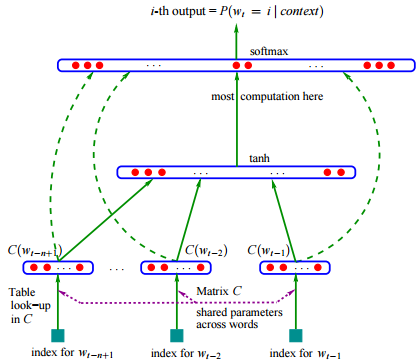 i-th output = P(w_t = i | context)
softmax
. . .
. . .
most computation here
tanh
. . .
. . .
C(w_{t−n+1})
C(w_{t−2})
C(w_{t−1})
. . .
. . .
. . .
. . .
Table
look−up
in C
Matrix C
shared parameters
across words
index for w_{t−n+1}
index for w_{t−2}
index for w_{t−1}